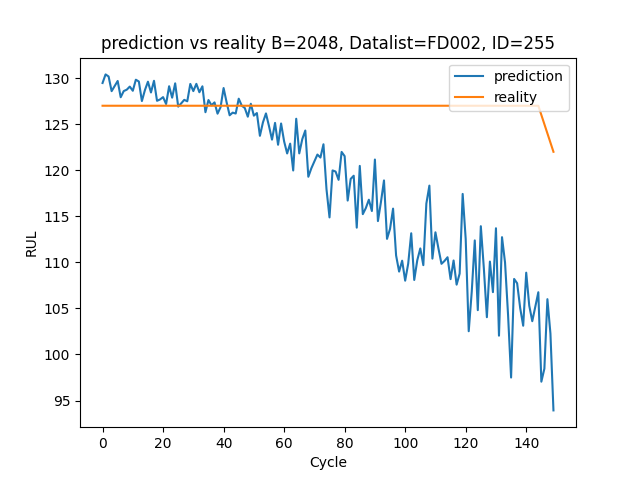 prediction vs reality B=2048, Datalist=FD002, ID=255
prediction
reality
130
125
120
115
110
105
100
95
RUL
0 20 40 60 80 100 120 140
Cycle